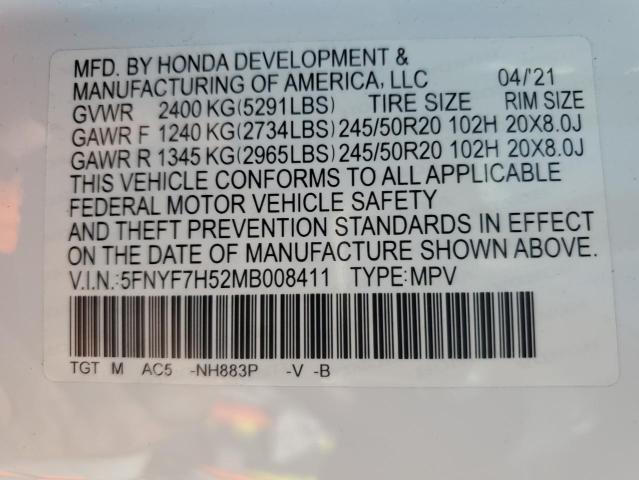 MFD. BY HONDA DEVELOPMENT &
MANUFACTURING OF AMERICA, LLC 04/'21
GVWR 2400 KG(5291LBS) TIRE SIZE RIM SIZE
GAWR F 1240 KG(2734LBS) 245/50R20 102H 20X8.0J
GAWR R 1345 KG(2965LBS) 245/50R20 102H 20X8.0J
THIS VEHICLE CONFORMS TO ALL APPLICABLE
FEDERAL MOTOR VEHICLE SAFETY
AND THEFT PREVENTION STANDARDS IN EFFECT
ON THE DATE OF MANUFACTURE SHOWN ABOVE.
V.I.N.:5FNYF7H52MB008411 TYPE:MPV
TGT M AC5 -NH883P -V -B